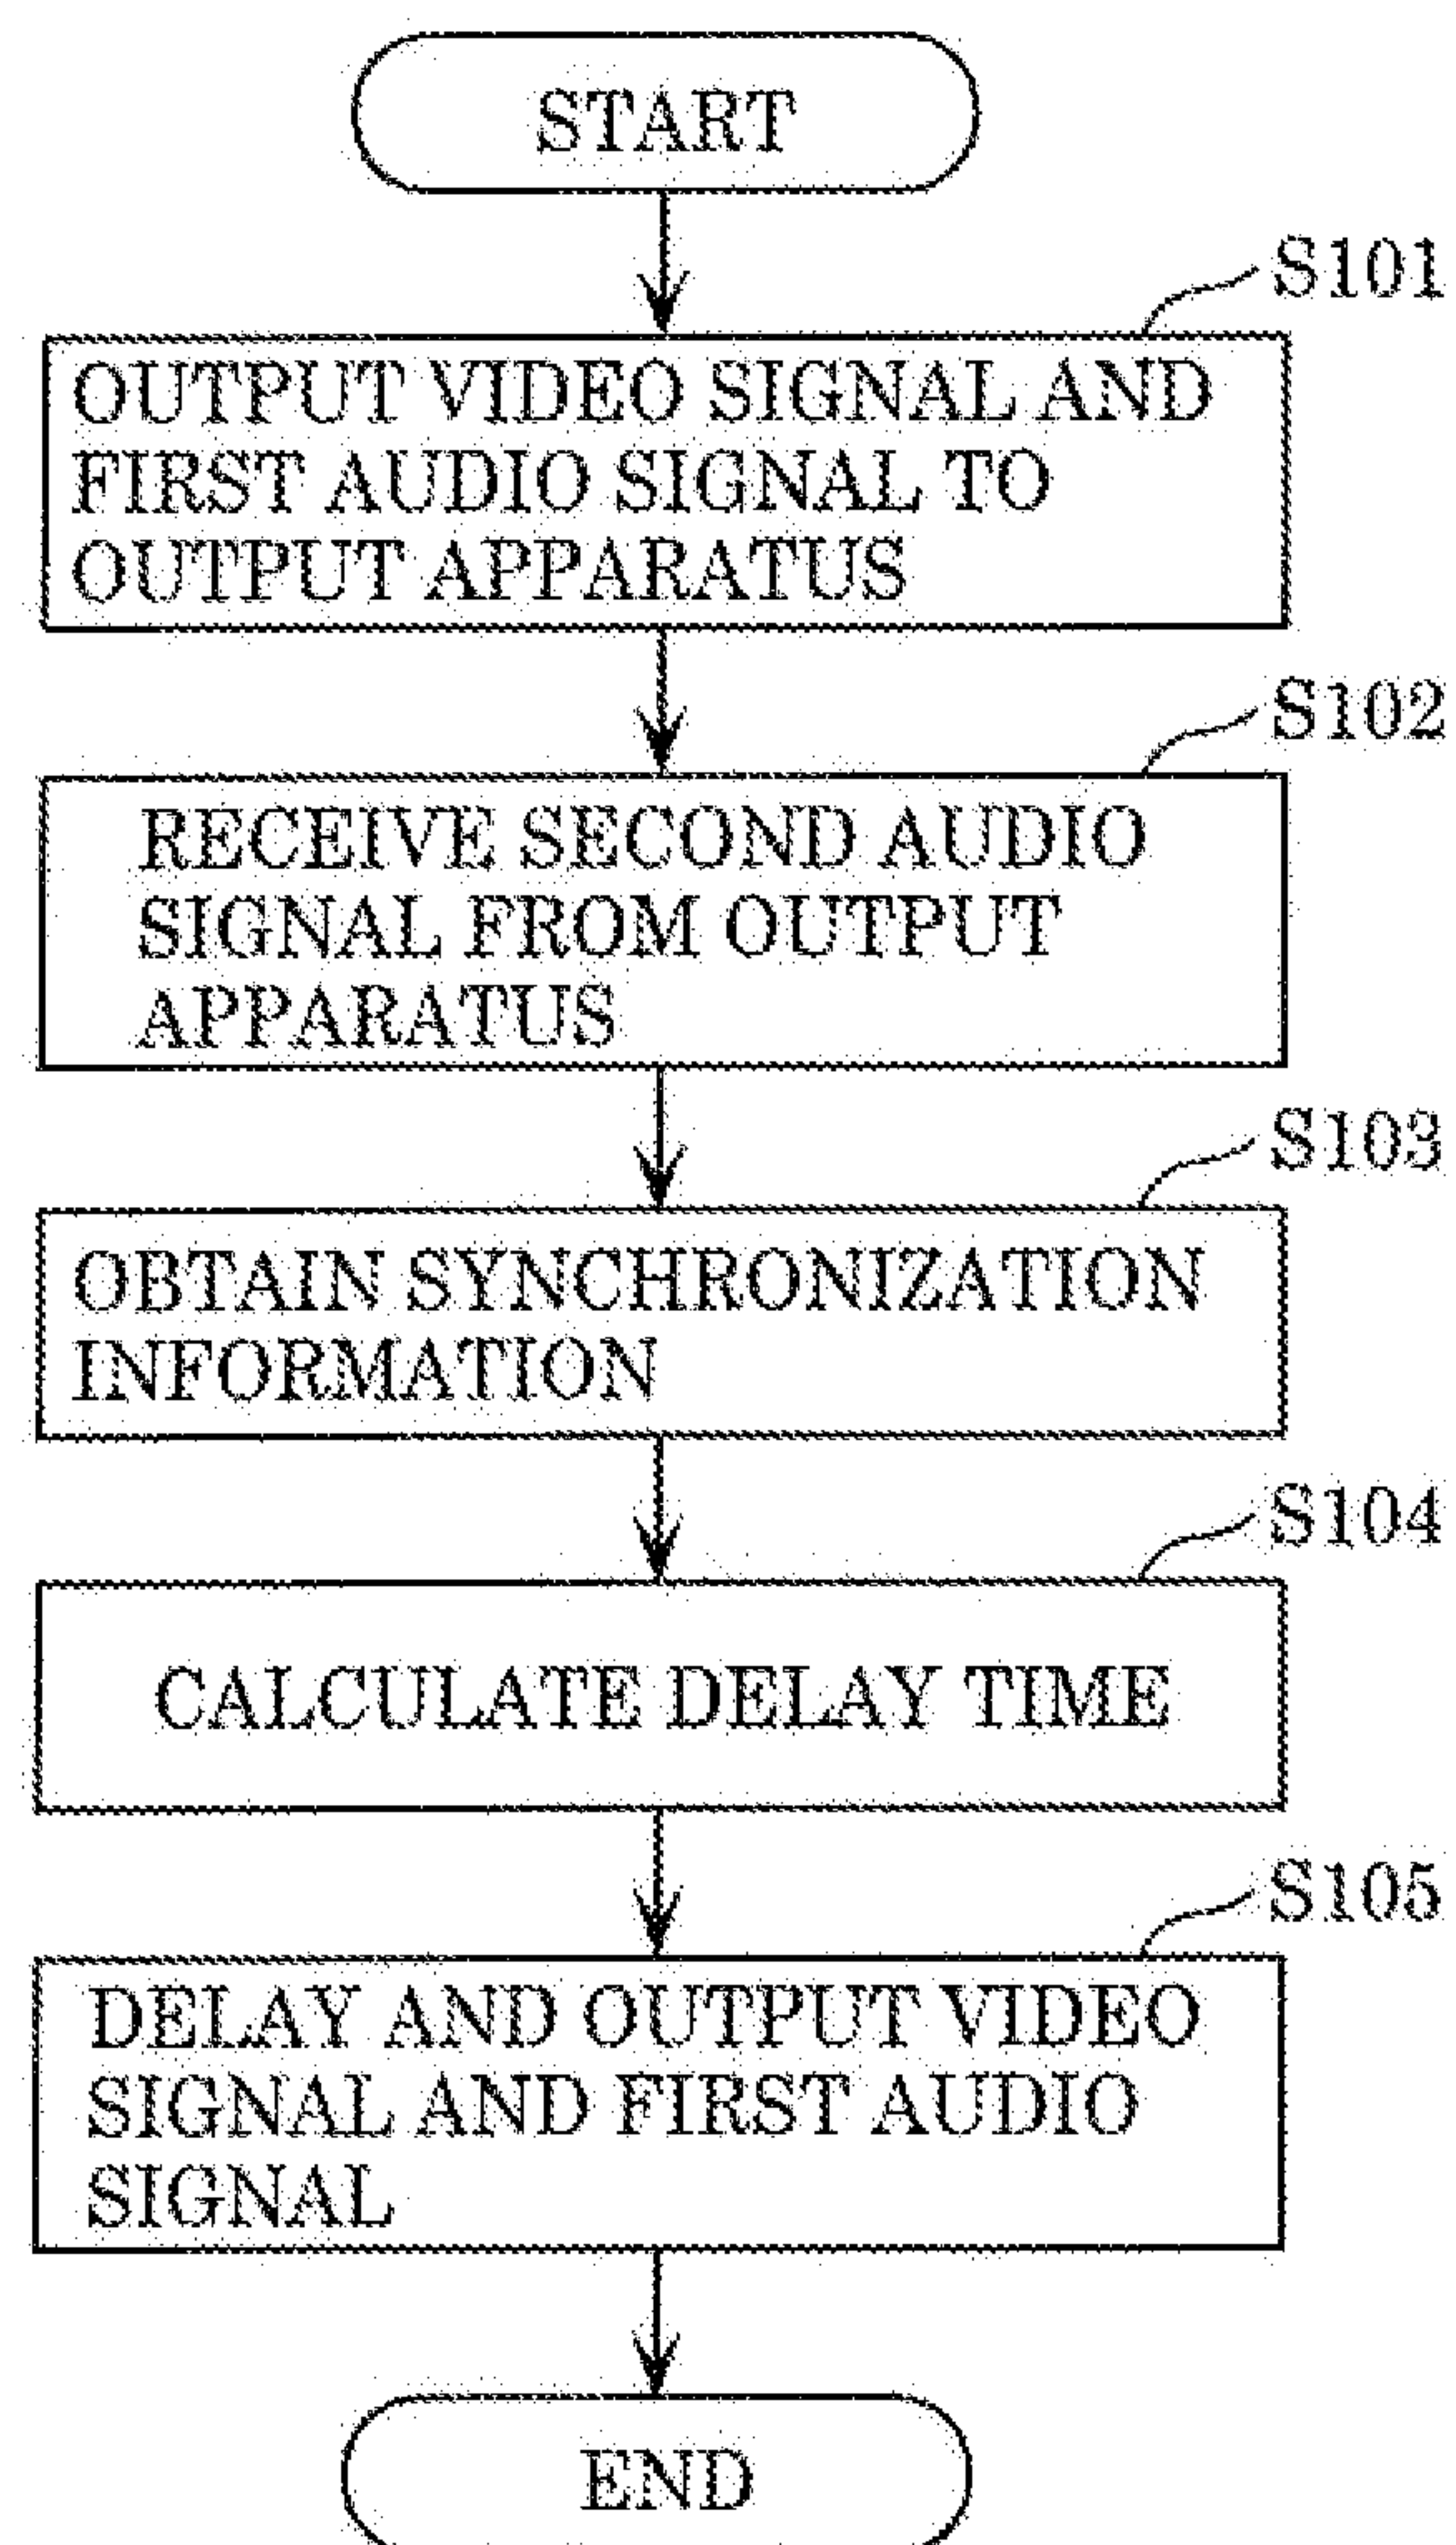 START
S101
OUTPUT VIDEO SIGNAL AND
FIRST AUDIO SIGNAL TO
OUTPUT APPARATUS
S102
RECEIVE SECOND AUDIO
SIGNAL FROM OUTPUT
APPARATUS
S103
OBTAIN SYNCHRONIZATION
INFORMATION
S104
CALCULATE DELAY TIME
S105
DELAY AND OUTPUT VIDEO
SIGNAL AND FIRST AUDIO
SIGNAL
END